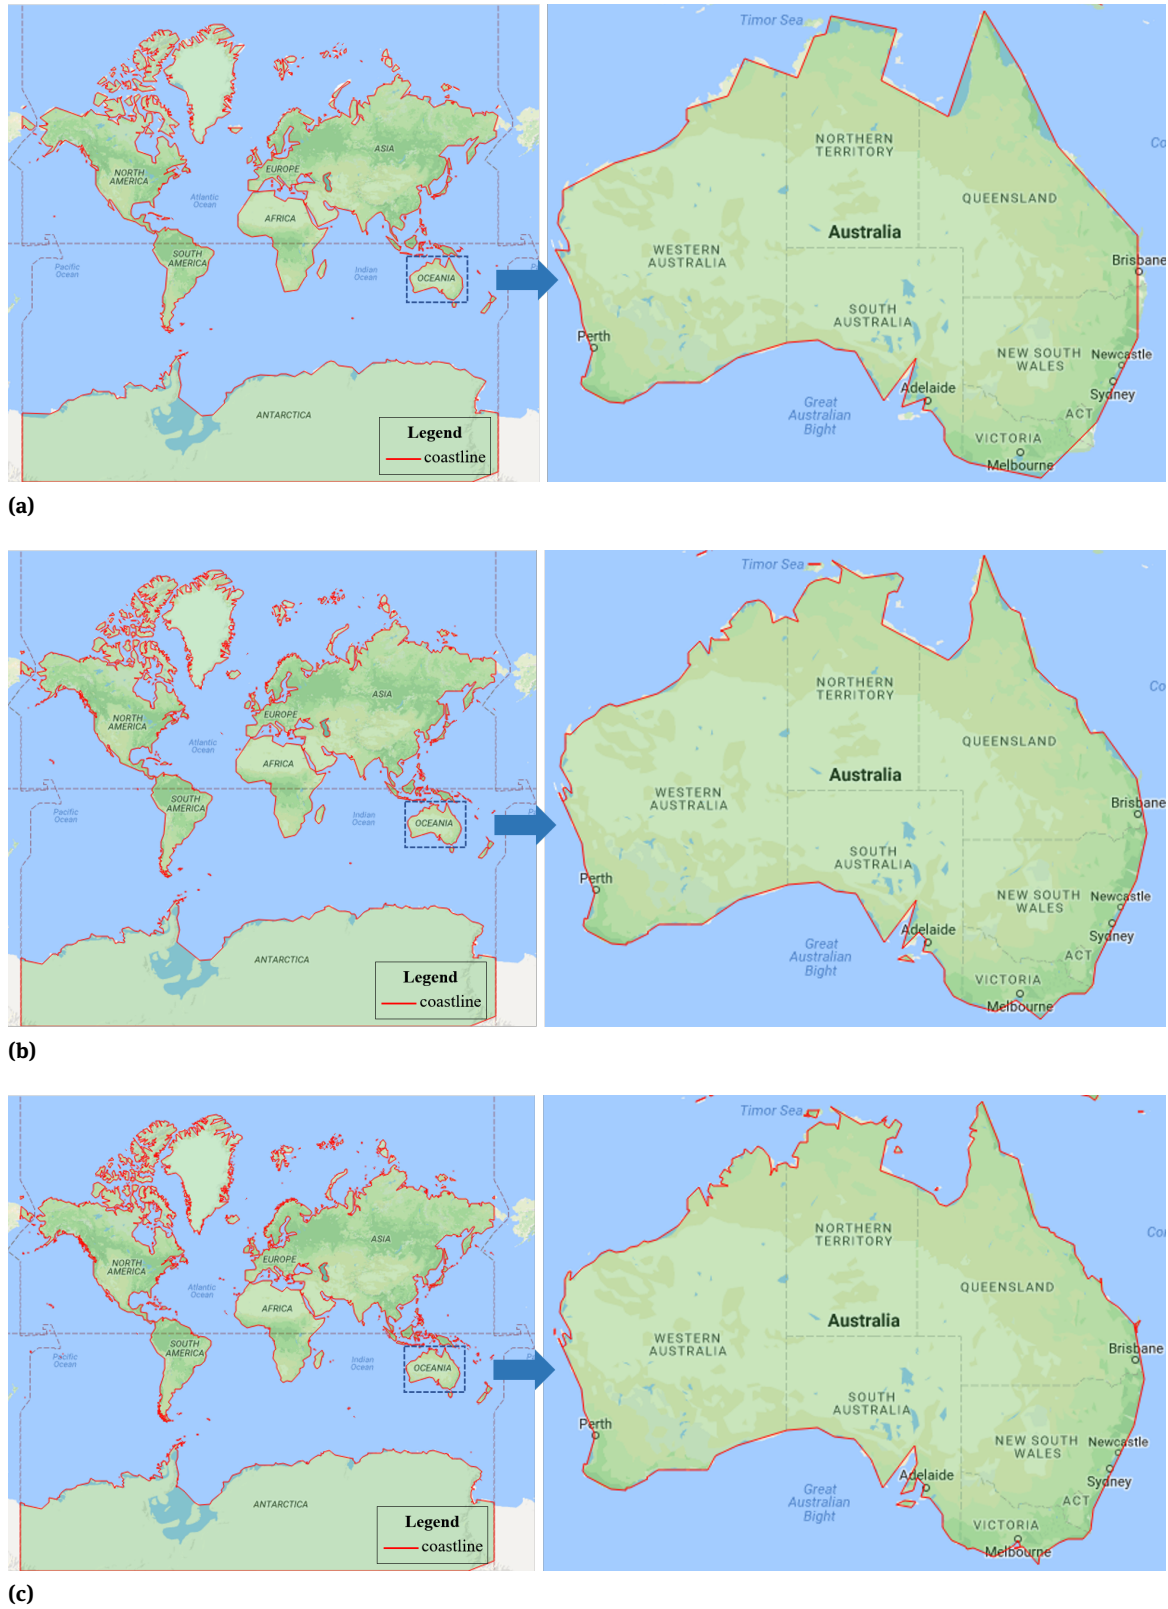 Timor Sea
NORTH
AMERICA
Atlantic
Ocean
EUROPE
ASIA
AFRICA
SOUTH
AMERICA
Pacific
Ocean
Indian
Ocean
OCEANIA
ANTARCTICA
Legend
coastline
NORTHERN
TERRITORY
Co
QUEENSLAND
Australia
WESTERN
AUSTRALIA
Brisbane
SOUTH
AUSTRALIA
Perth
NEW SOUTH
WALES
Newcastle
Adelaide
Sydney
Great
Australian
Bight
ACT
VICTORIA
Melbourne
(a)
Timor Sea
NORTH
AMERICA
Atlantic
Ocean
EUROPE
ASIA
AFRICA
SOUTH
AMERICA
Pacific
Ocean
P
Indian
Ocean
OCEANIA
ANTARCTICA
Legend
coastline
NORTHERN
TERRITORY
Co
QUEENSLAND
Australia
WESTERN
AUSTRALIA
Brisbane
SOUTH
AUSTRALIA
Perth
NEW SOUTH
WALES
Newcastle
Adelaide
Sydney
Great
Australian
Bight
ACT
VICTORIA
Melbourne
(b)
Timor Sea
NORTH
AMERICA
Atlantic
Ocean
EUROPE
ASIA
AFRICA
SOUTH
AMERICA
Pacific
Ocean
P
Indian
Ocean
OCEANIA
ANTARCTICA
Legend
coastline
NORTHERN
TERRITORY
Cor
QUEENSLAND
Australia
WESTERN
AUSTRALIA
Brisbane
SOUTH
AUSTRALIA
Perth
NEW SOUTH
WALES
Newcastle
Adelaide
Sydney
Great
Australian
Bight
ACT
VICTORIA
Melbourne
(c)